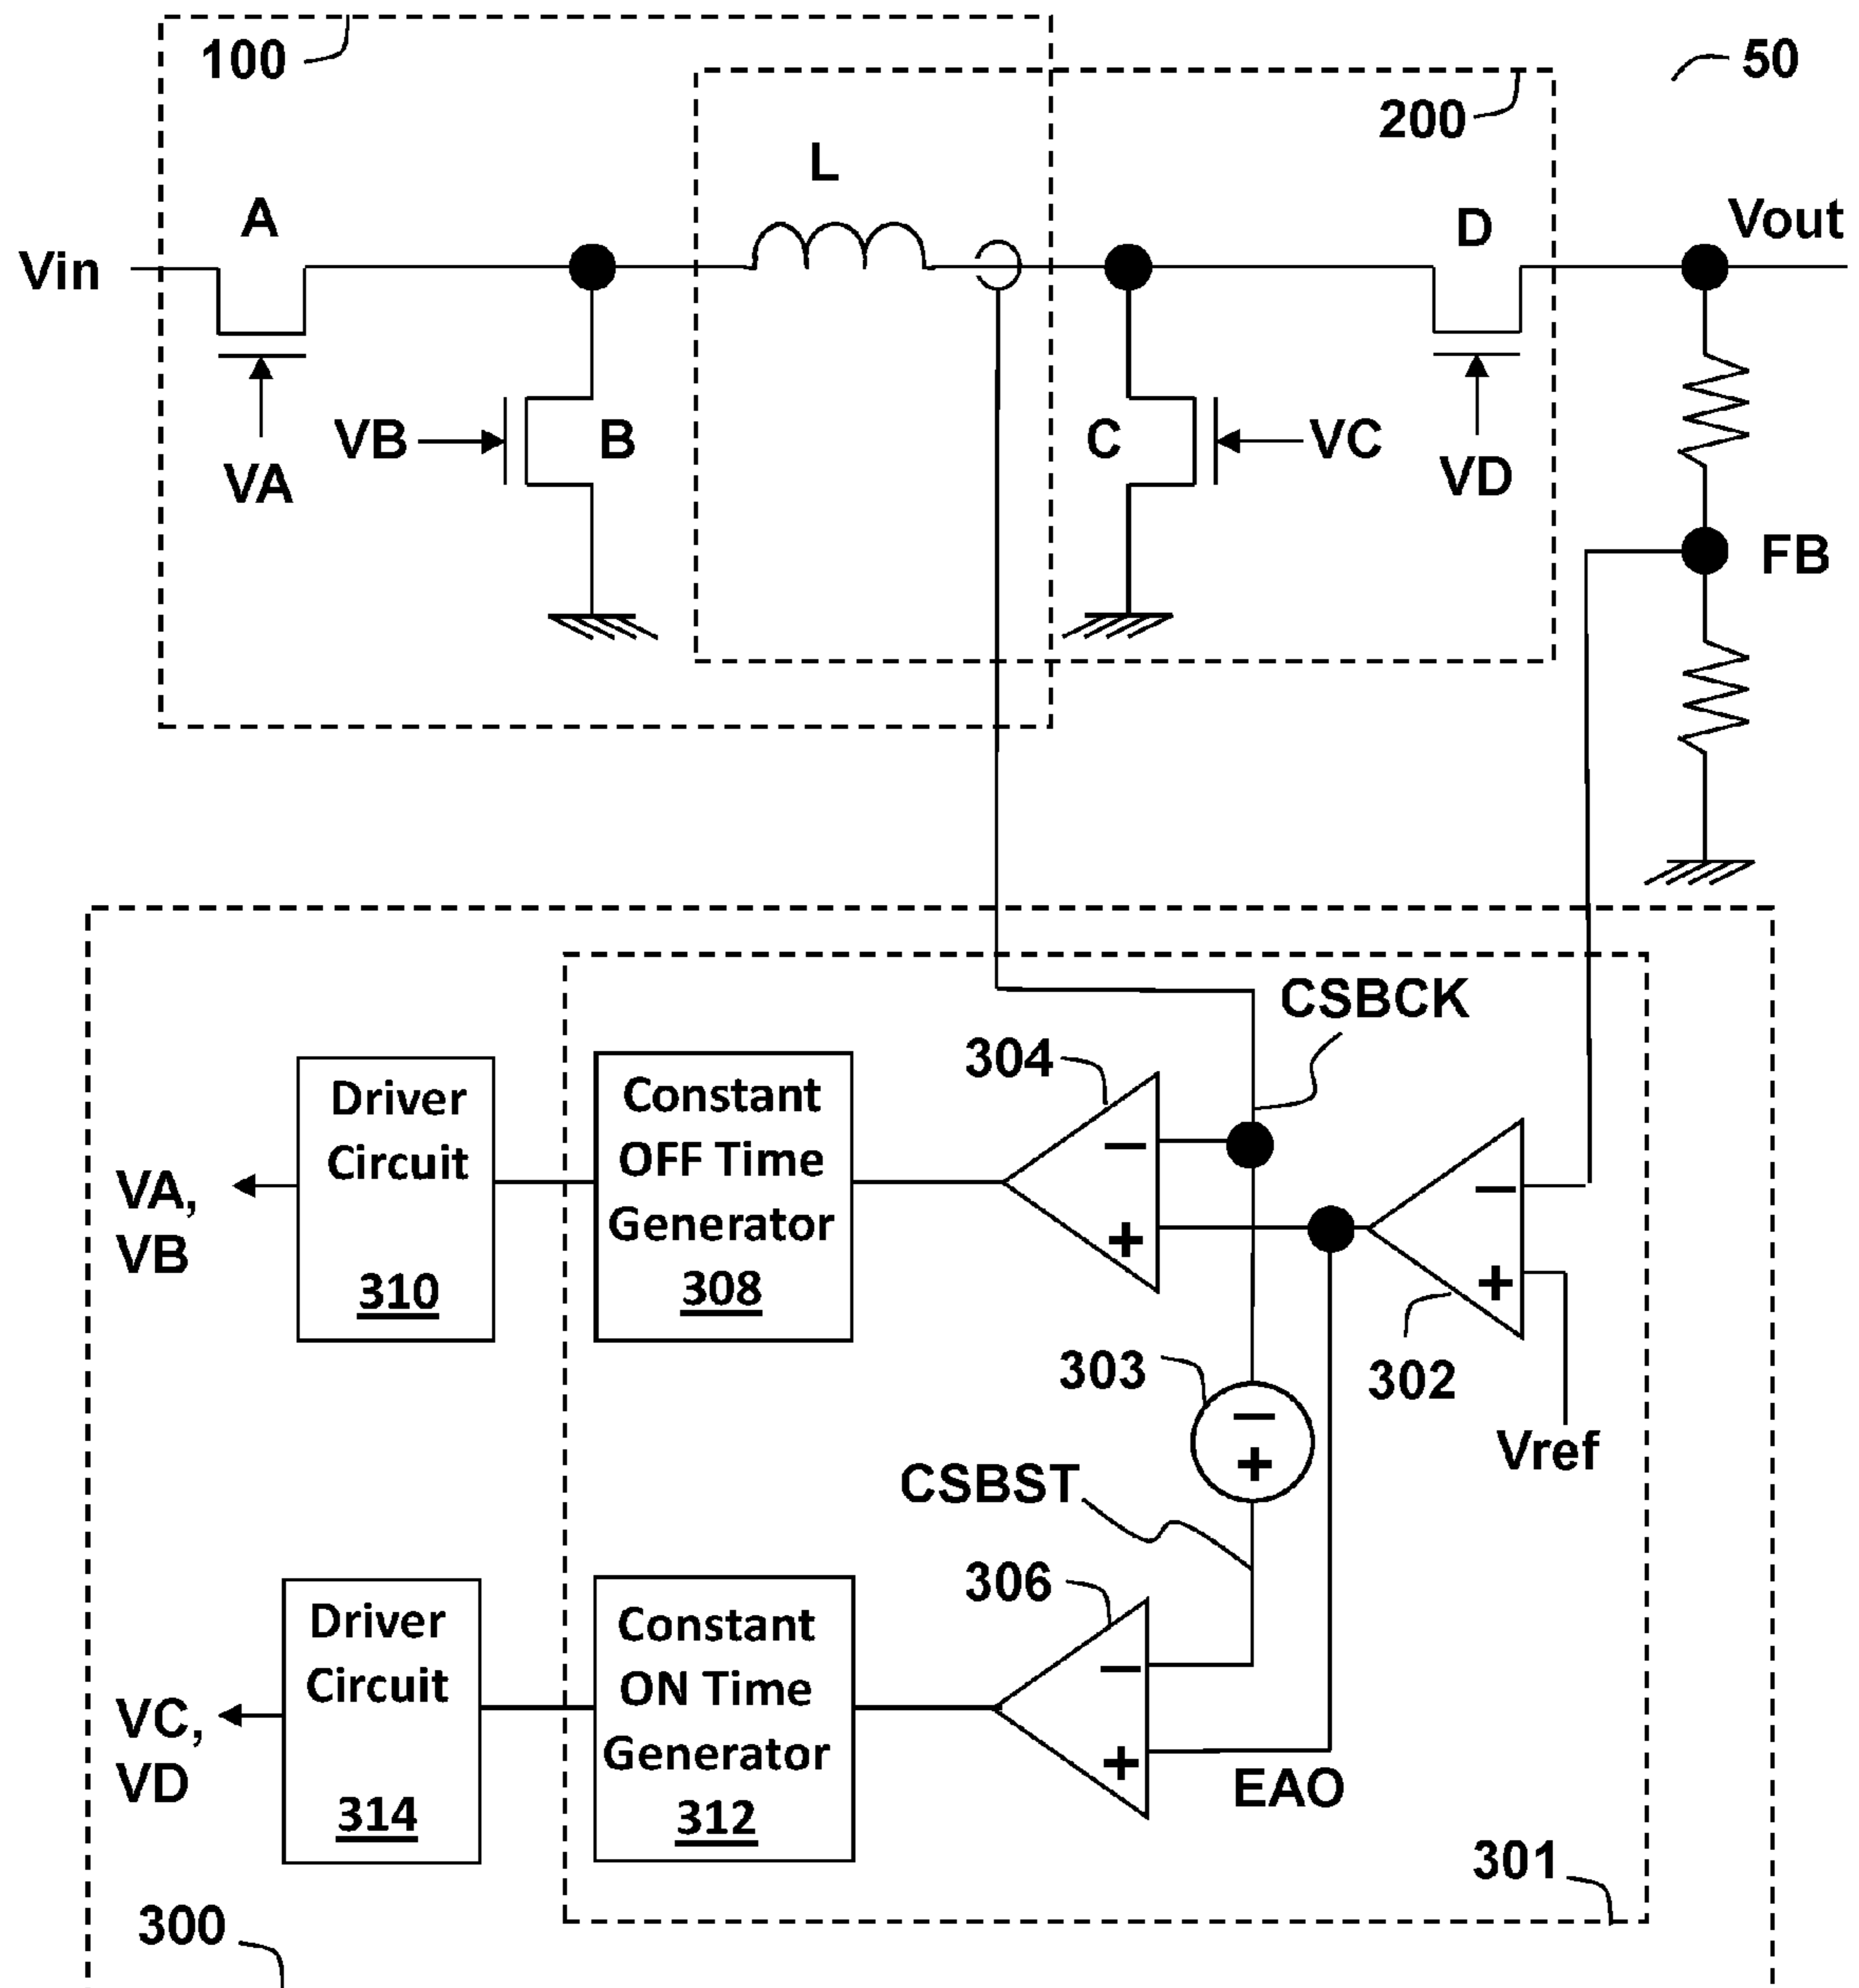 100
50
200
L
A
D
Vout
Vin
VB
B
C
VC
VA
VD
FB
CSBCK
304
Driver
Circuit
310
Constant
OFF Time
Generator
308
−
+
−
+
VA,
VB
303
302
−
+
Vref
CSBST
306
Driver
Circuit
314
Constant
ON Time
Generator
312
−
+
VC,
VD
EAO
301
300